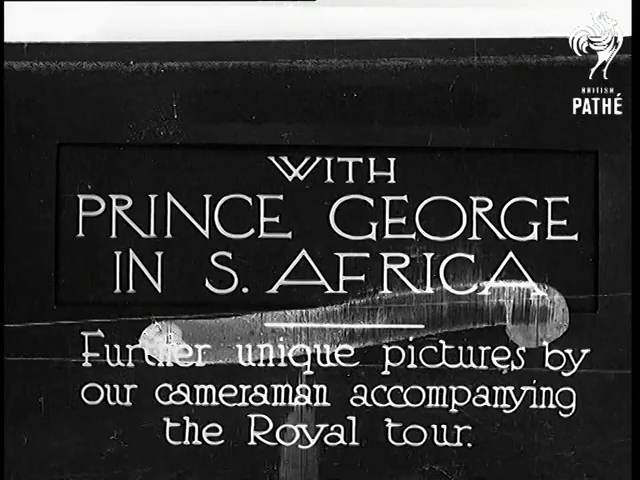 BRITISH
PATHÉ
WITH
PRINCE GEORGE
IN S. AFRICA
Further unique pictures by
our cameraman accompanying
the Royal tour.